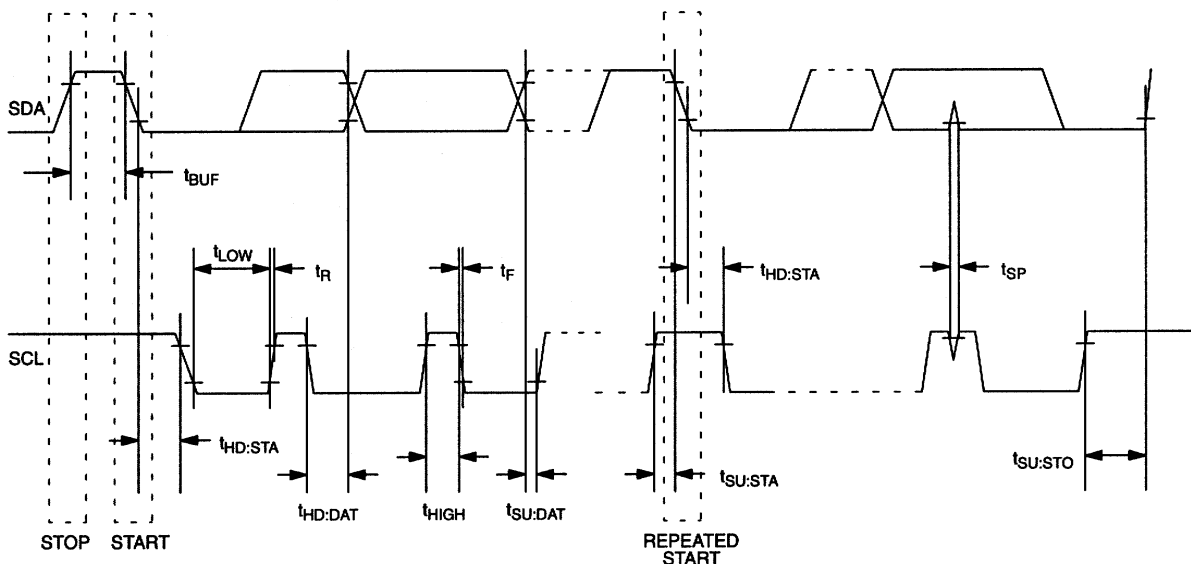 SDA
tBUF
tLOW
tR
tF
tHD:STA
tSP
SCL
tHD:STA
tSU:STA
tSU:STO
tHD:DAT
tHIGH
tSU:DAT
STOP
START
REPEATED
START